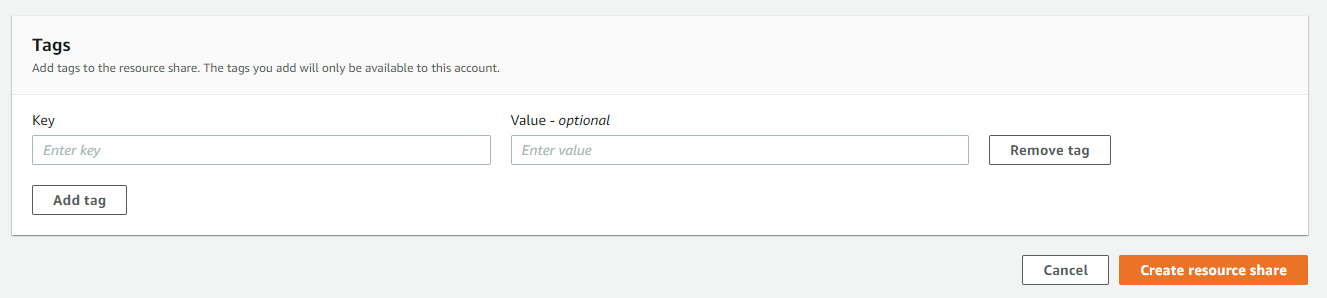 Tags
Add tags to the resource share. The tags you add will only be available to this account.
Key
Value - optional
Enter key
Enter value
Remove tag
Add tag
Cancel
Create resource share